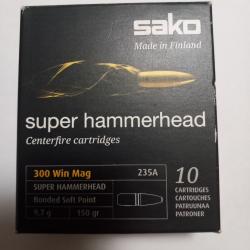 sako
Made in Finland
super hammerhead
Centerfire cartridges
300 Win Mag 235A
SUPER HAMMERHEAD
Bonded Soft Point
9,7 g 150 gr
10
CARTRIDGES
CARTOUCHES
PATRUUNAA
PATRONER